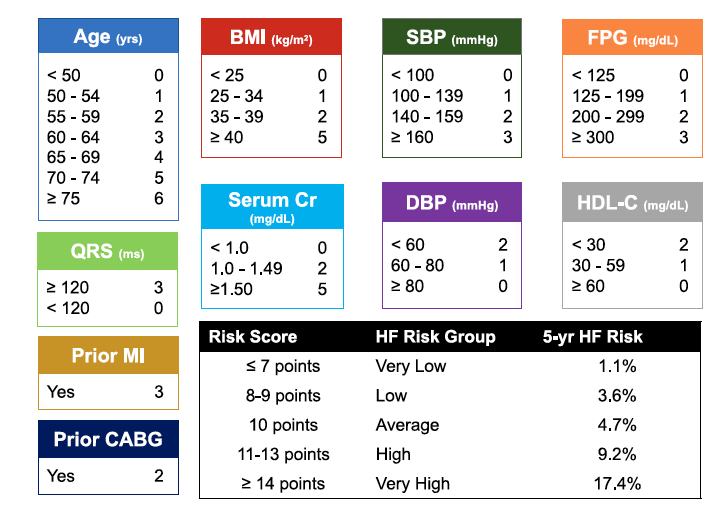 Age (yrs)
< 50 0
50 - 54 1
55 - 59 2
60 - 64 3
65 - 69 4
70 - 74 5
≥ 75 6
BMI (kg/m²)
< 25 0
25 - 34 1
35 - 39 2
≥ 40 5
SBP (mmHg)
< 100 0
100 - 139 1
140 - 159 2
≥ 160 3
FPG (mg/dL)
< 125 0
125 - 199 1
200 - 299 2
≥ 300 3
QRS (ms)
≥ 120 3
< 120 0
Serum Cr
(mg/dL)
< 1.0 0
1.0 - 1.49 2
≥1.50 5
DBP (mmHg)
< 60 2
60 - 80 1
≥ 80 0
HDL-C (mg/dL)
< 30 2
30 - 59 1
≥ 60 0
Prior MI
Yes 3
Prior CABG
Yes 2
Risk Score HF Risk Group 5-yr HF Risk
≤ 7 points Very Low 1.1%
8-9 points Low 3.6%
10 points Average 4.7%
11-13 points High 9.2%
≥ 14 points Very High 17.4%